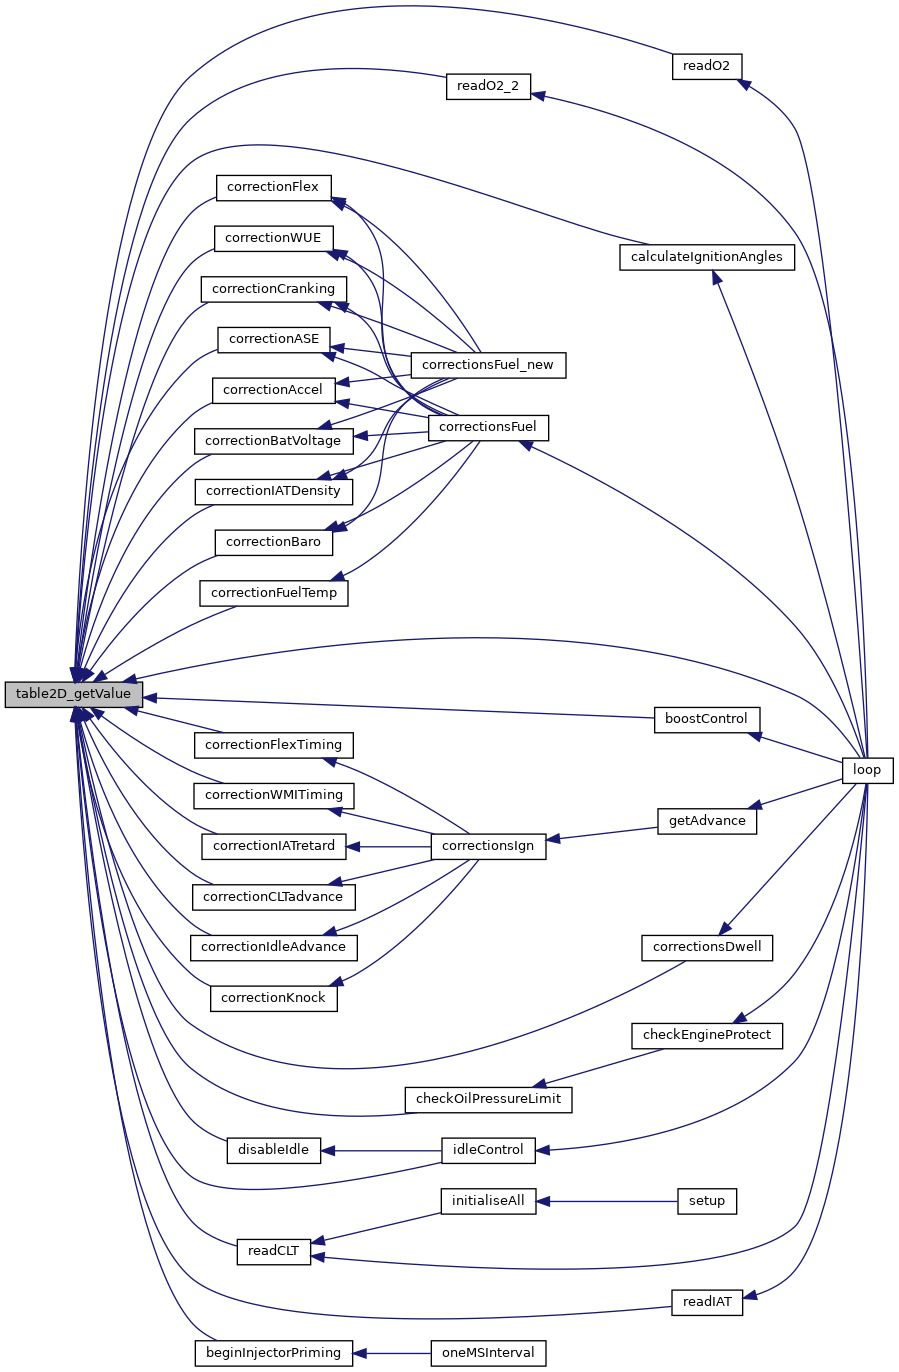 readO2
readO2_2
correctionFlex
correctionWUE
calculateIgnitionAngles
correctionCranking
correctionASE
correctionsFuel_new
correctionAccel
correctionsFuel
correctionBatVoltage
correctionIATDensity
correctionBaro
correctionFuelTemp
table2D_getValue
boostControl
correctionFlexTiming
loop
correctionWMITiming
getAdvance
correctionIATretard
correctionsIgn
correctionCLTadvance
correctionIdleAdvance
correctionsDwell
correctionKnock
checkEngineProtect
checkOilPressureLimit
disableIdle
idleControl
initialiseAll
setup
readCLT
readIAT
beginInjectorPriming
oneMSInterval